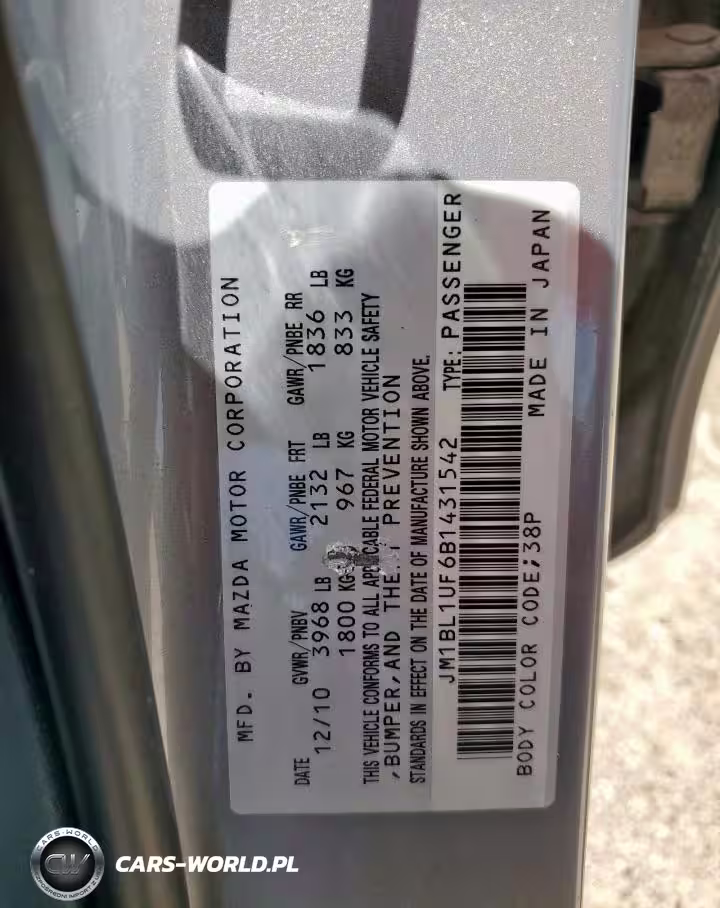 MFD. BY MAZDA MOTOR CORPORATION
DATE GVWR/PNBV GAWR/PNBE FRT GAWR/PNBE RR
12/10 3968 LB 2132 LB 1836 LB
1800 KG 967 KG 833 KG
THIS VEHICLE CONFORMS TO ALL FEDERAL MOTOR VEHICLE SAFETY
,BUMPER,AND PREVENTION
STANDARDS IN EFFECT ON THE DATE OF MANUFACTURE SHOWN ABOVE.
JM1BL1UF6B1431542 TYPE: PASSENGER
BODY COLOR CODE;38P MADE IN JAPAN
CARS-WORLD
CW
CARS-WORLD.PL